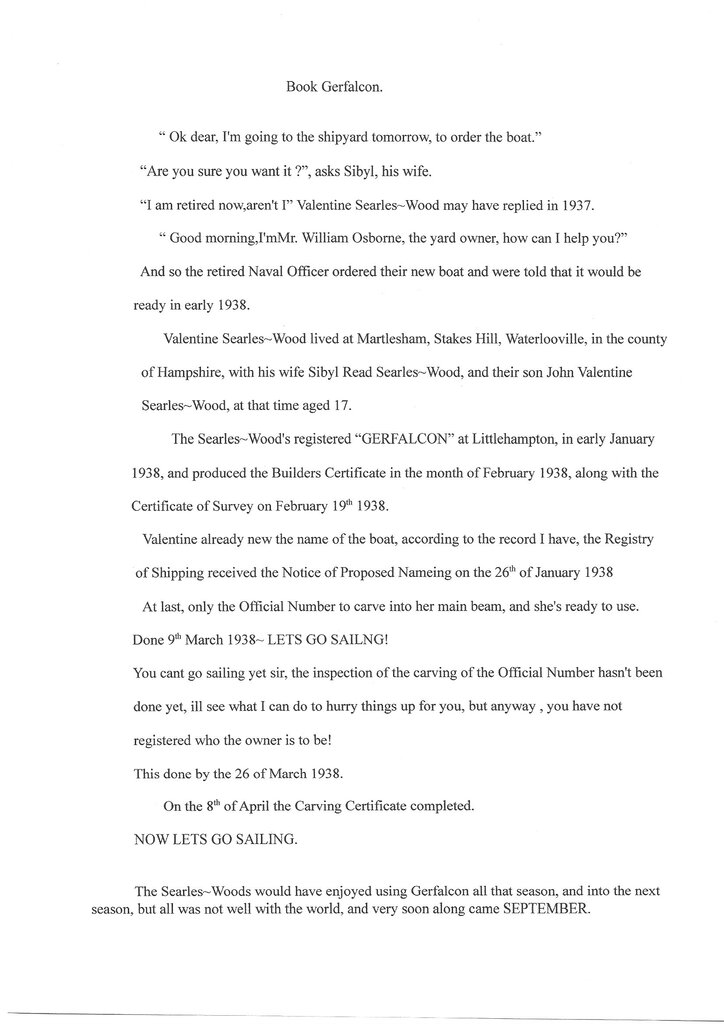 Book Gerfalcon.
“ Ok dear, I'm going to the shipyard tomorrow, to order the boat.”
“Are you sure you want it ?”, asks Sibyl, his wife.
“I am retired now,aren't I” Valentine Searles~Wood may have replied in 1937.
“ Good morning,I'mMr. William Osborne, the yard owner, how can I help you?”
And so the retired Naval Officer ordered their new boat and were told that it would be
ready in early 1938.
Valentine Searles~Wood lived at Martlesham, Stakes Hill, Waterlooville, in the county
of Hampshire, with his wife Sibyl Read Searles~Wood, and their son John Valentine
Searles~Wood, at that time aged 17.
The Searles~Wood's registered “GERFALCON” at Littlehampton, in early January
1938, and produced the Builders Certificate in the month of February 1938, along with the
Certificate of Survey on February 19th 1938.
Valentine already new the name of the boat, according to the record I have, the Registry
of Shipping received the Notice of Proposed Nameing on the 26th of January 1938
At last, only the Official Number to carve into her main beam, and she's ready to use.
Done 9th March 1938~ LETS GO SAILNG!
You cant go sailing yet sir, the inspection of the carving of the Official Number hasn't been
done yet, ill see what I can do to hurry things up for you, but anyway , you have not
registered who the owner is to be!
This done by the 26 of March 1938.
On the 8th of April the Carving Certificate completed.
NOW LETS GO SAILING.
The Searles~Woods would have enjoyed using Gerfalcon all that season, and into the next
season, but all was not well with the world, and very soon along came SEPTEMBER.